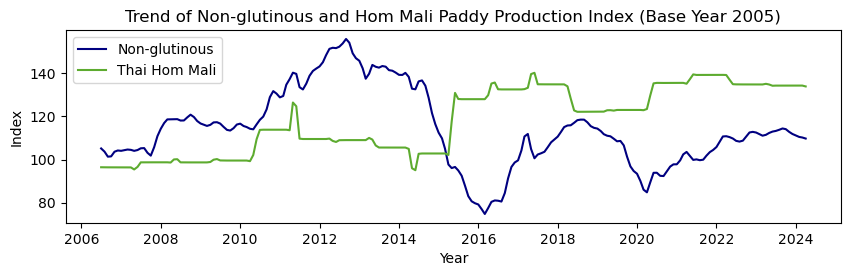 Trend of Non-glutinous and Hom Mali Paddy Production Index (Base Year 2005)
Non-glutinous
Thai Hom Mali
140
120
100
80
Index
2006 2008 2010 2012 2014 2016 2018 2020 2022 2024
Year